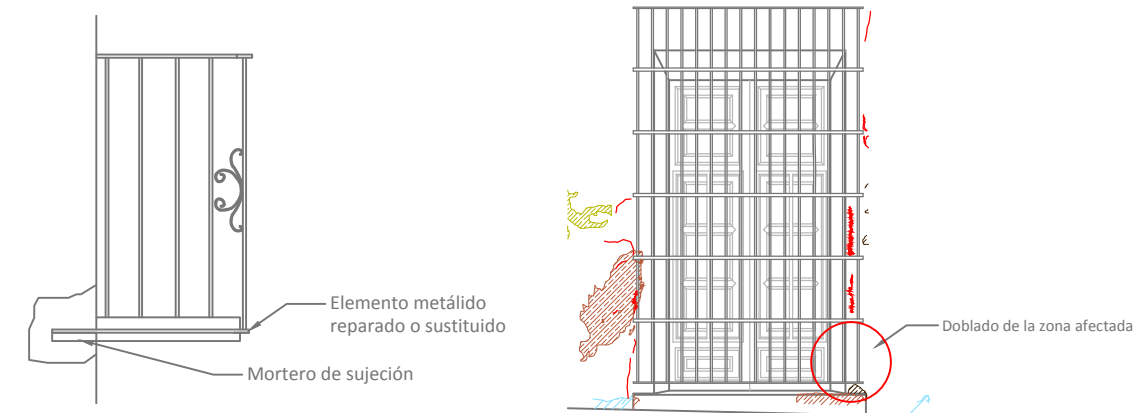 Elemento metálido
reparado o sustituido
Mortero de sujeción
Doblado de la zona afectada